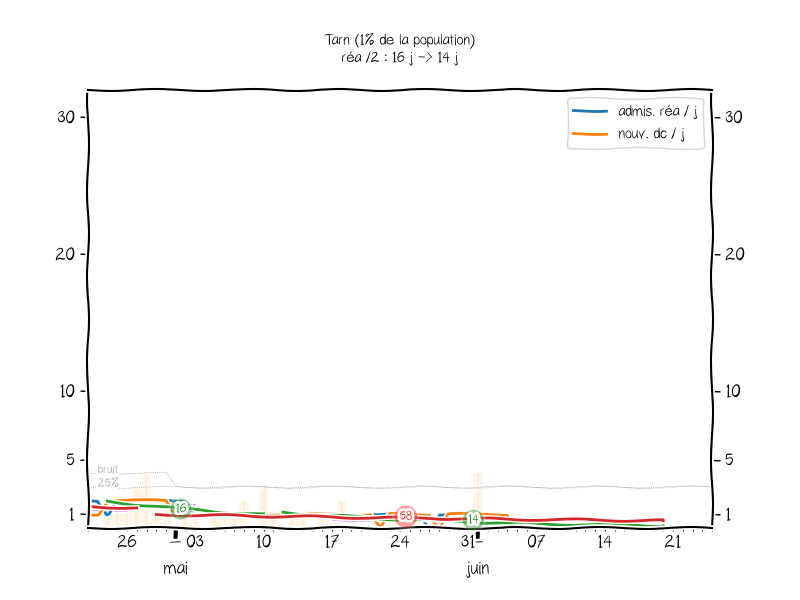 Tarn (1% de la population)
réa /2 : 16 j -> 14 j
admis. réa / j
nouv. dc / j
30 30
20 20
10 10
5 5
1 1
bruit
25%
16 58 14
26 03 10 17 24 31 07 14 21
mai juin